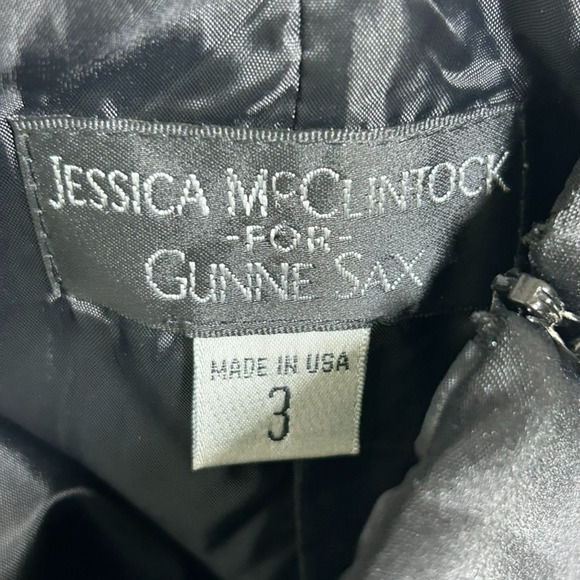 JESSICA MCCLINTOCK
-FOR-
GUNNE SAX
MADE IN USA
3